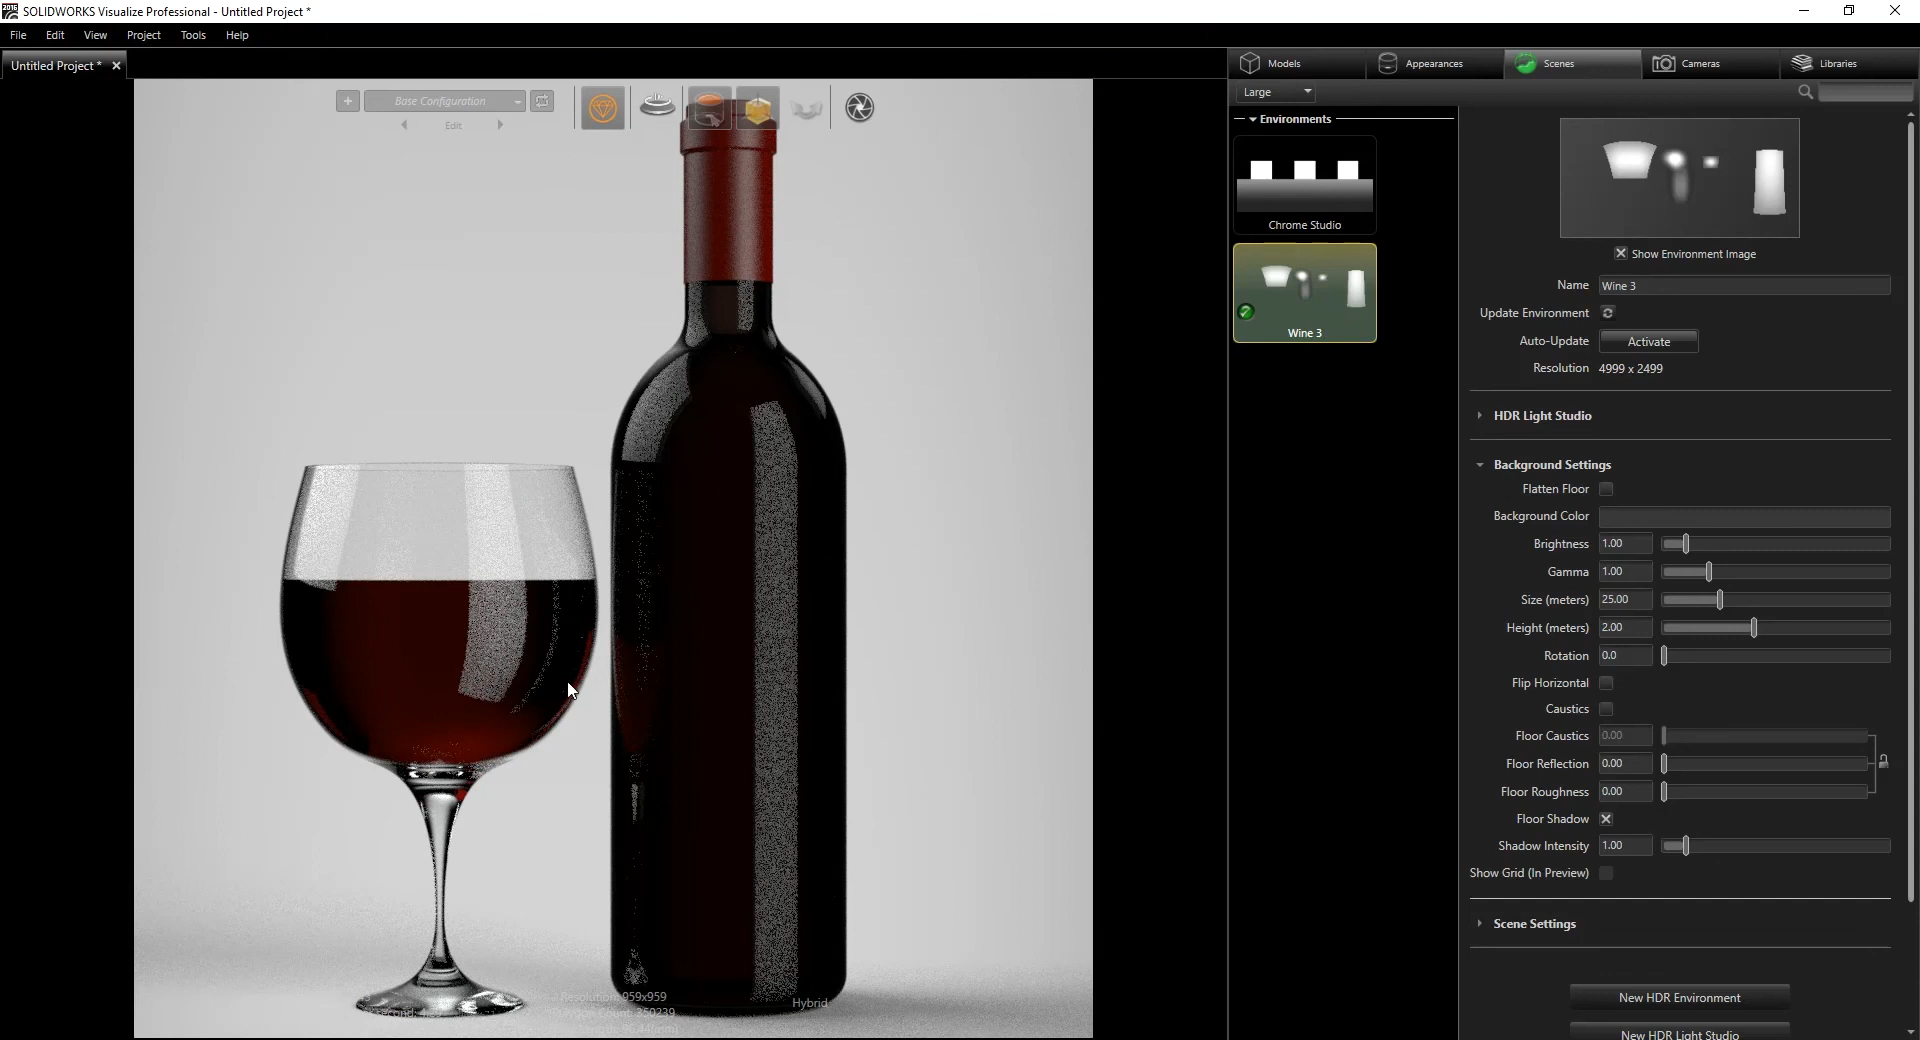 2016
SOLIDWORKS Visualize Professional - Untitled Project *
File Edit View Project Tools Help
Untitled Project *
Models Appearances Scenes Cameras Libraries
Base Configuration
Edit
Large
Environments
Chrome Studio
Wine 3
Show Environment Image
Name Wine 3
Update Environment
Auto-Update Activate
Resolution 4999 x 2499
HDR Light Studio
Background Settings
Flatten Floor
Background Color
Brightness 1.00
Gamma 1.00
Size (meters) 25.00
Height (meters) 2.00
Rotation 0.0
Flip Horizontal
Caustics
Floor Caustics 0.00
Floor Reflection 0.00
Floor Roughness 0.00
Floor Shadow
Shadow Intensity 1.00
Show Grid (In Preview)
Scene Settings
New HDR Environment
New HDR Light Studio
Resolution: 959x959
Hybrid
Polygon Count: 350239